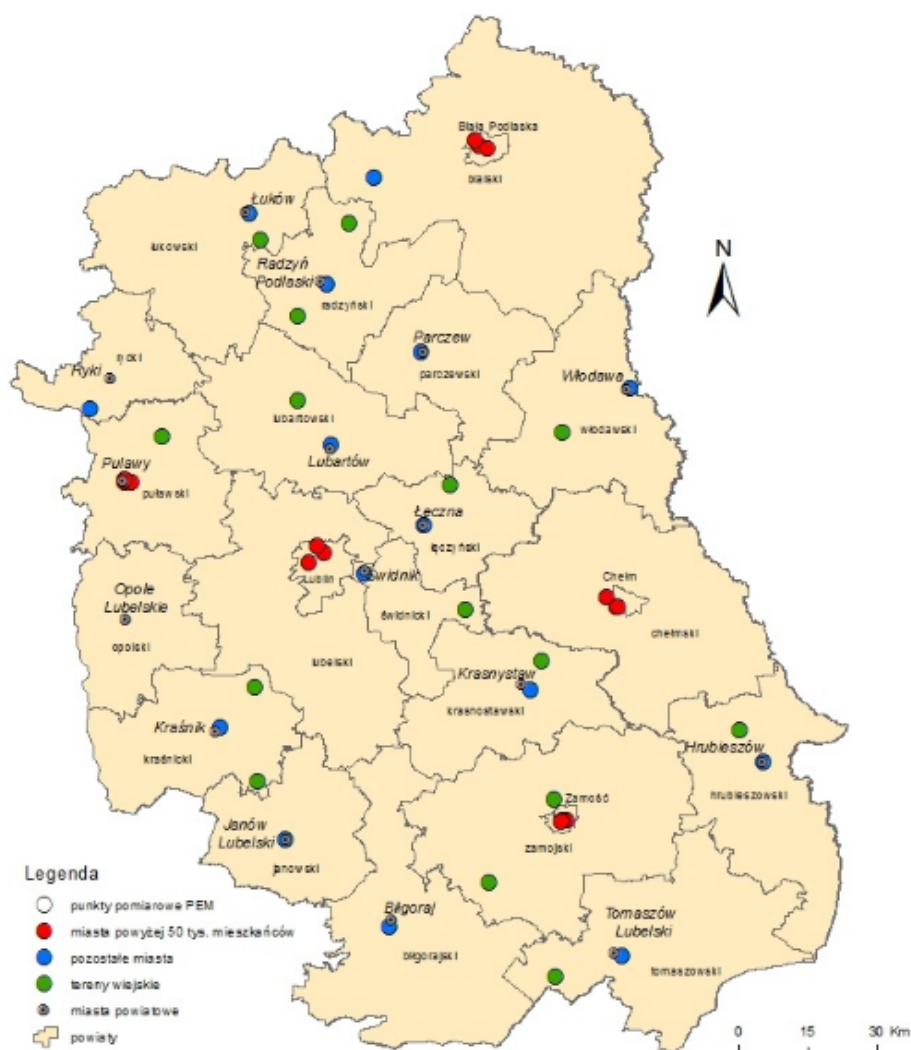 Biała Podlaska
bialski
Łuków
łukowski
Radzyń
Podlaski
radzyński
N
Parczew
parczewski
rycki
Ryki
Włodawa
włodawski
lubartowski
Lubartów
Puławy
puławski
Łęczna
łęczyński
Lublin
Świdnik
Chełm
chełmski
Opole
Lubelskie
opolski
świdnicki
lubelski
Krasnystaw
krasnostawski
Kraśnik
kraśnicki
Hrubieszów
hrubieszowski
Zamość
zamojski
Janów
Lubelski
janowski
Biłgoraj
biłgorajski
Tomaszów
Lubelski
tomaszowski
Legenda
punkty pomiarowe PEM
miasta powyżej 50 tys. mieszkańców
pozostałe miasta
tereny wiejskie
miasta powiatowe
powiaty
0 15 30 Km